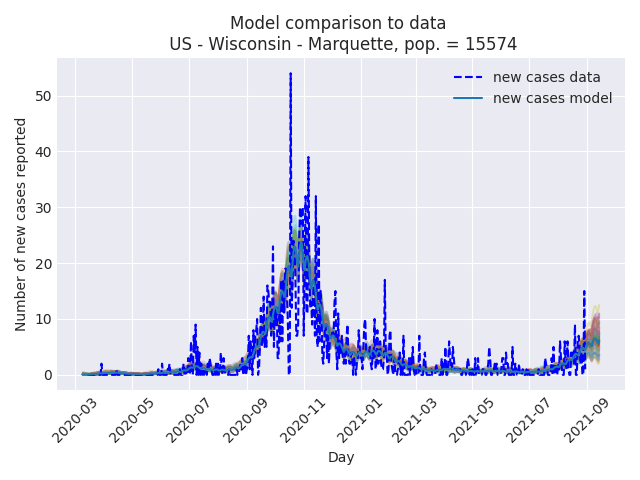 Model comparison to data
US - Wisconsin - Marquette, pop. = 15574
new cases data
new cases model
Number of new cases reported
50
40
30
20
10
0
2020-03
2020-05
2020-07
2020-09
2020-11
2021-01
2021-03
2021-05
2021-07
2021-09
Day